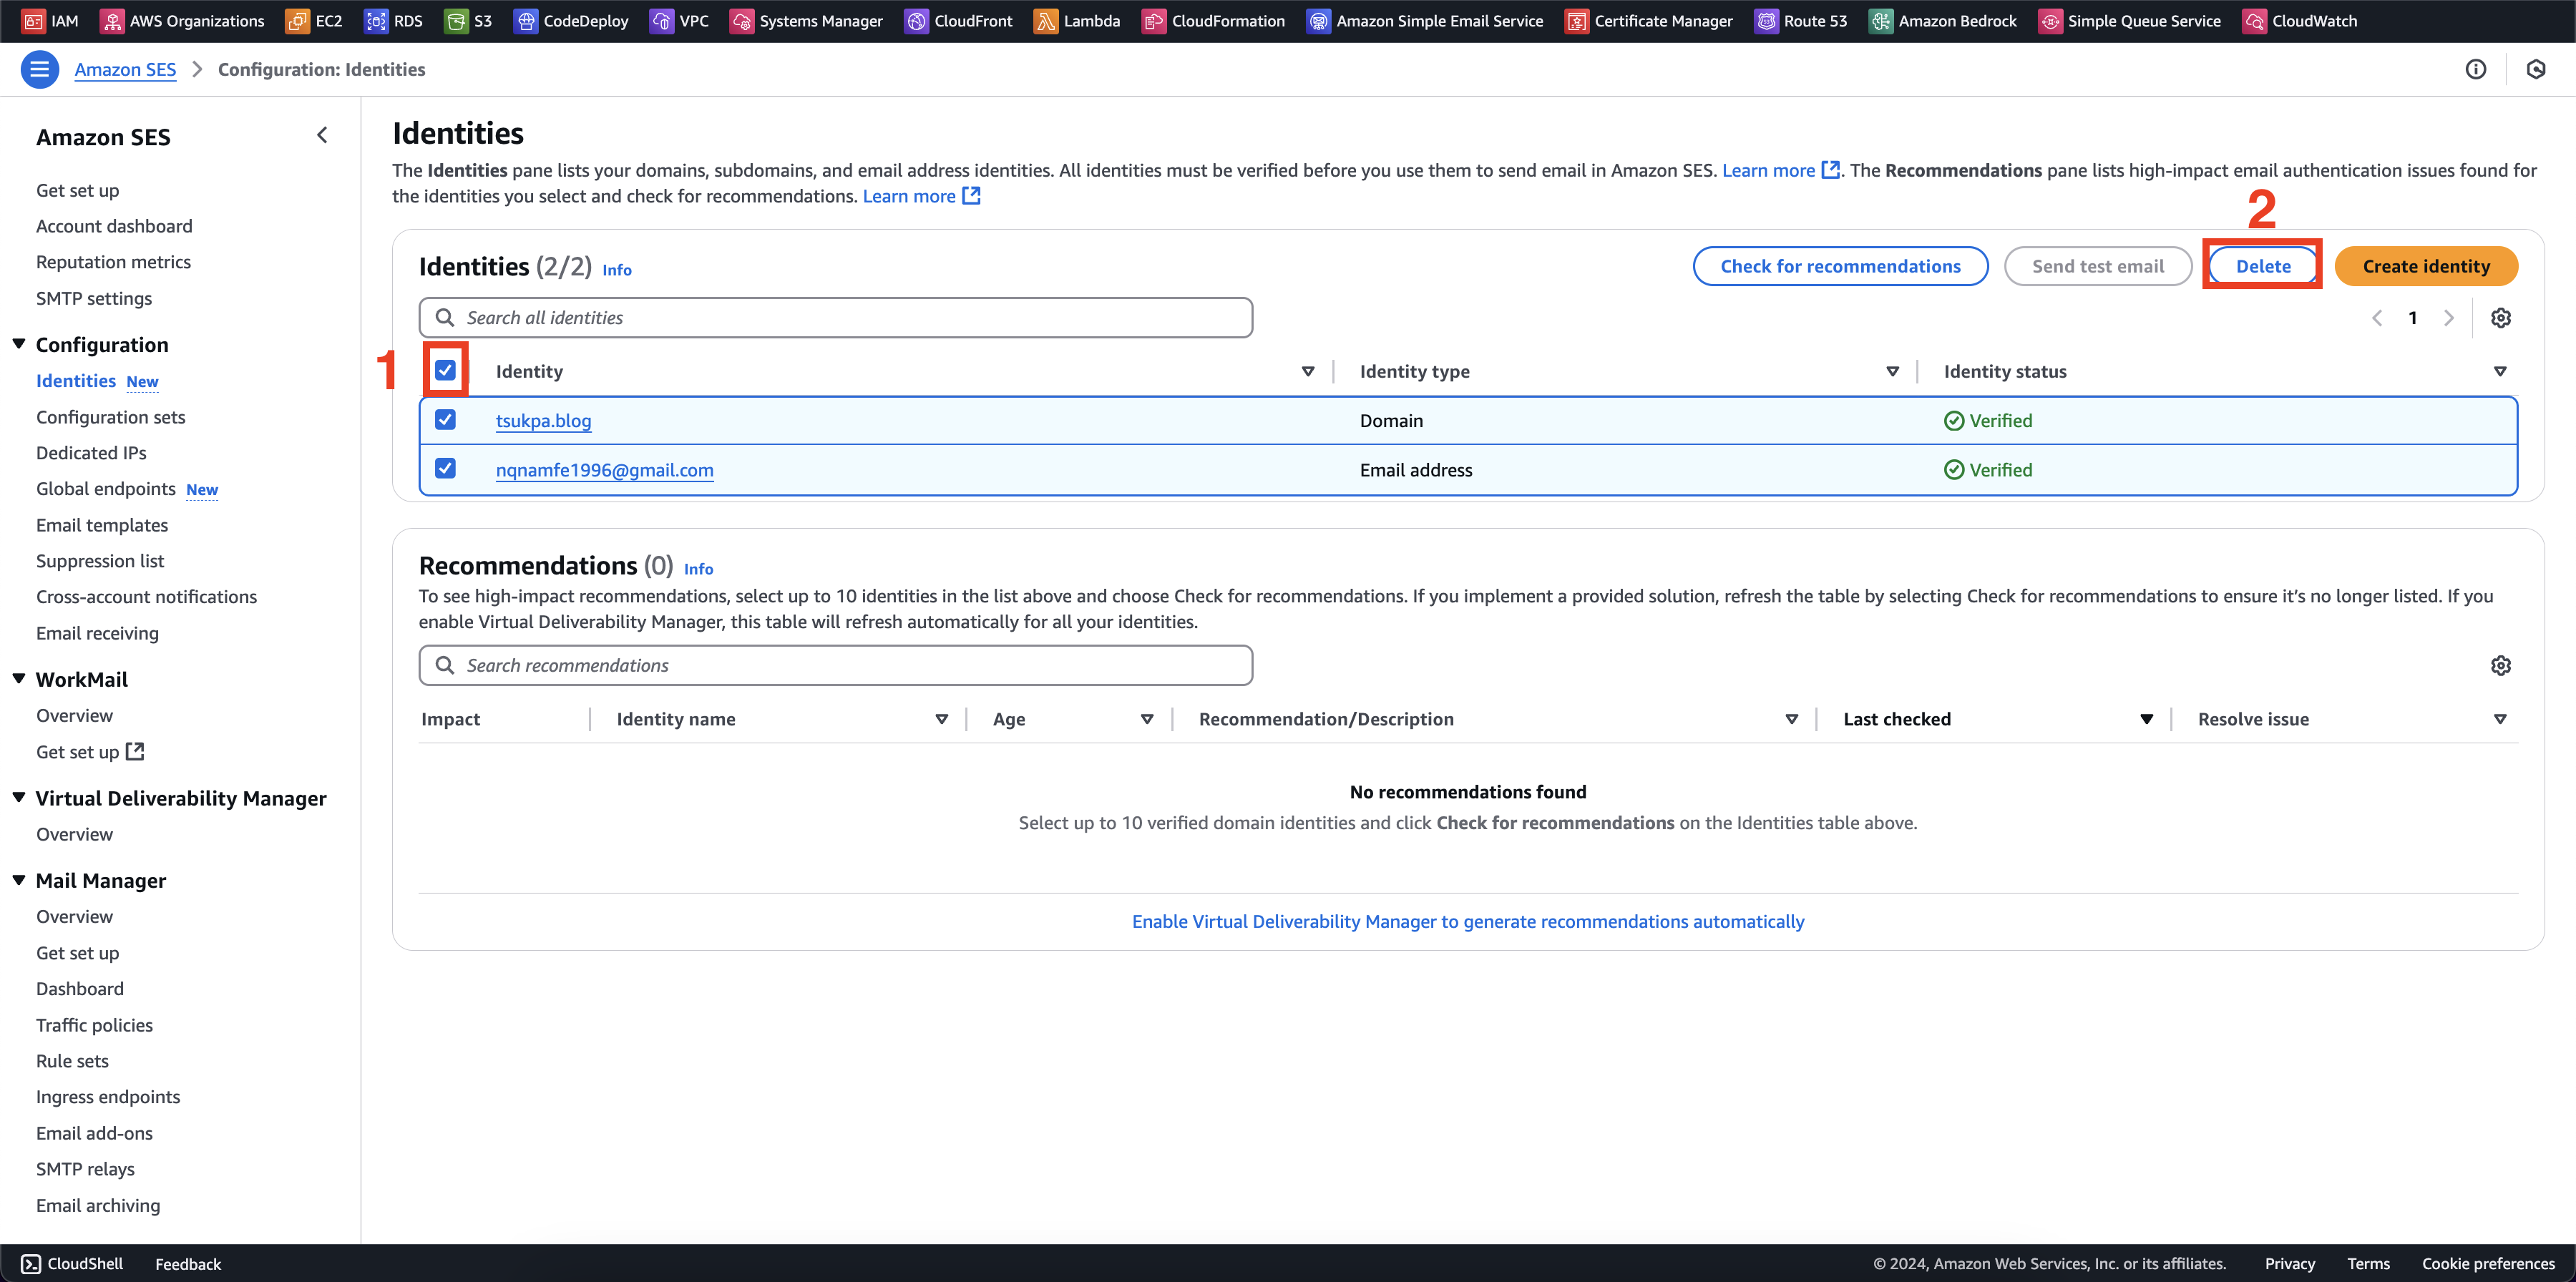 IAM AWS Organizations EC2 RDS S3 CodeDeploy VPC Systems Manager CloudFront Lambda CloudFormation Amazon Simple Email Service Certificate Manager Route 53 Amazon Bedrock Simple Queue Service CloudWatch
Amazon SES > Configuration: Identities
Amazon SES
Get set up
Account dashboard
Reputation metrics
SMTP settings
Configuration
Identities New
Configuration sets
Dedicated IPs
Global endpoints New
Email templates
Suppression list
Cross-account notifications
Email receiving
WorkMail
Overview
Get set up
Virtual Deliverability Manager
Overview
Mail Manager
Overview
Get set up
Dashboard
Traffic policies
Rule sets
Ingress endpoints
Email add-ons
SMTP relays
Email archiving
Identities
The Identities pane lists your domains, subdomains, and email address identities. All identities must be verified before you use them to send email in Amazon SES. Learn more. The Recommendations pane lists high-impact email authentication issues found for
the identities you select and check for recommendations. Learn more
2
Identities (2/2) Info Check for recommendations Send test email Delete Create identity
Search all identities 1
1 Identity Identity type Identity status
tsukpa.blog Domain Verified
nqnamfe1996@gmail.com Email address Verified
Recommendations (0) Info
To see high-impact recommendations, select up to 10 identities in the list above and choose Check for recommendations. If you implement a provided solution, refresh the table by selecting Check for recommendations to ensure it's no longer listed. If you
enable Virtual Deliverability Manager, this table will refresh automatically for all your identities.
Search recommendations
Impact Identity name Age Recommendation/Description Last checked Resolve issue
No recommendations found
Select up to 10 verified domain identities and click Check for recommendations on the Identities table above.
Enable Virtual Deliverability Manager to generate recommendations automatically
CloudShell Feedback © 2024, Amazon Web Services, Inc. or its affiliates. Privacy Terms Cookie preferences